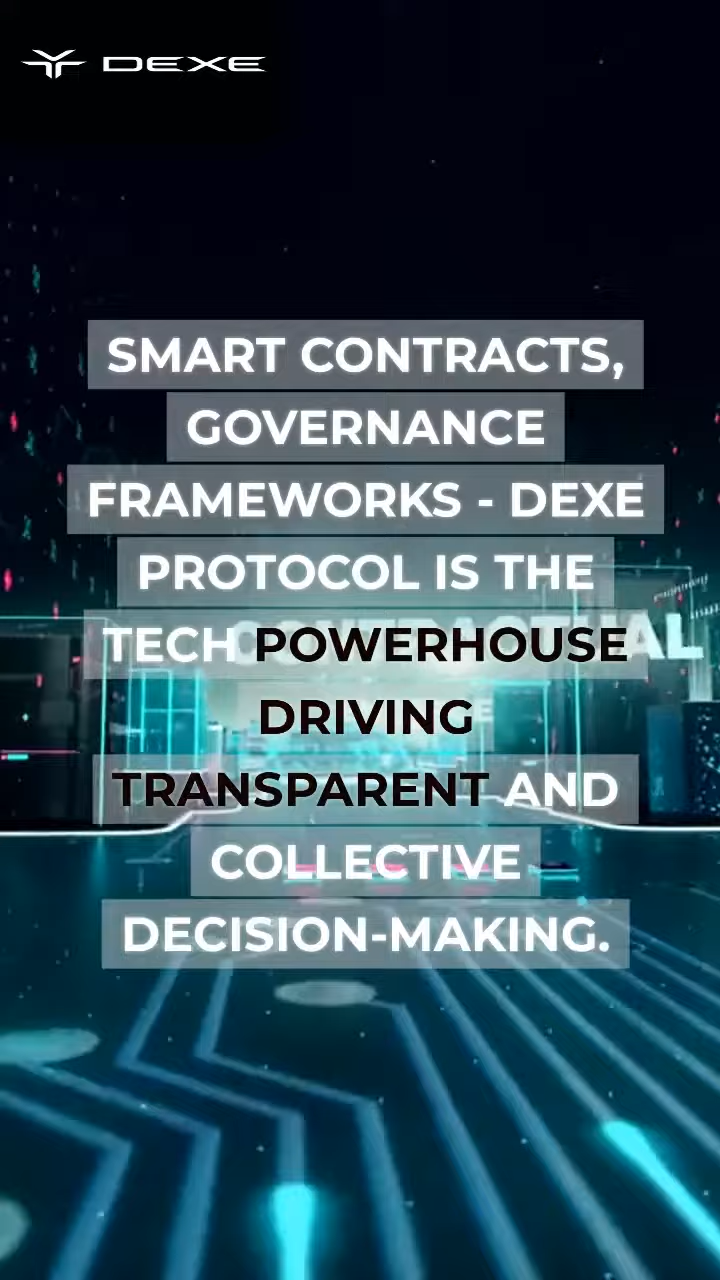 DEXE
SMART CONTRACTS,
GOVERNANCE
FRAMEWORKS - DEXE
PROTOCOL IS THE
TECH POWERHOUSE
DRIVING
TRANSPARENT AND
COLLECTIVE
DECISION-MAKING.